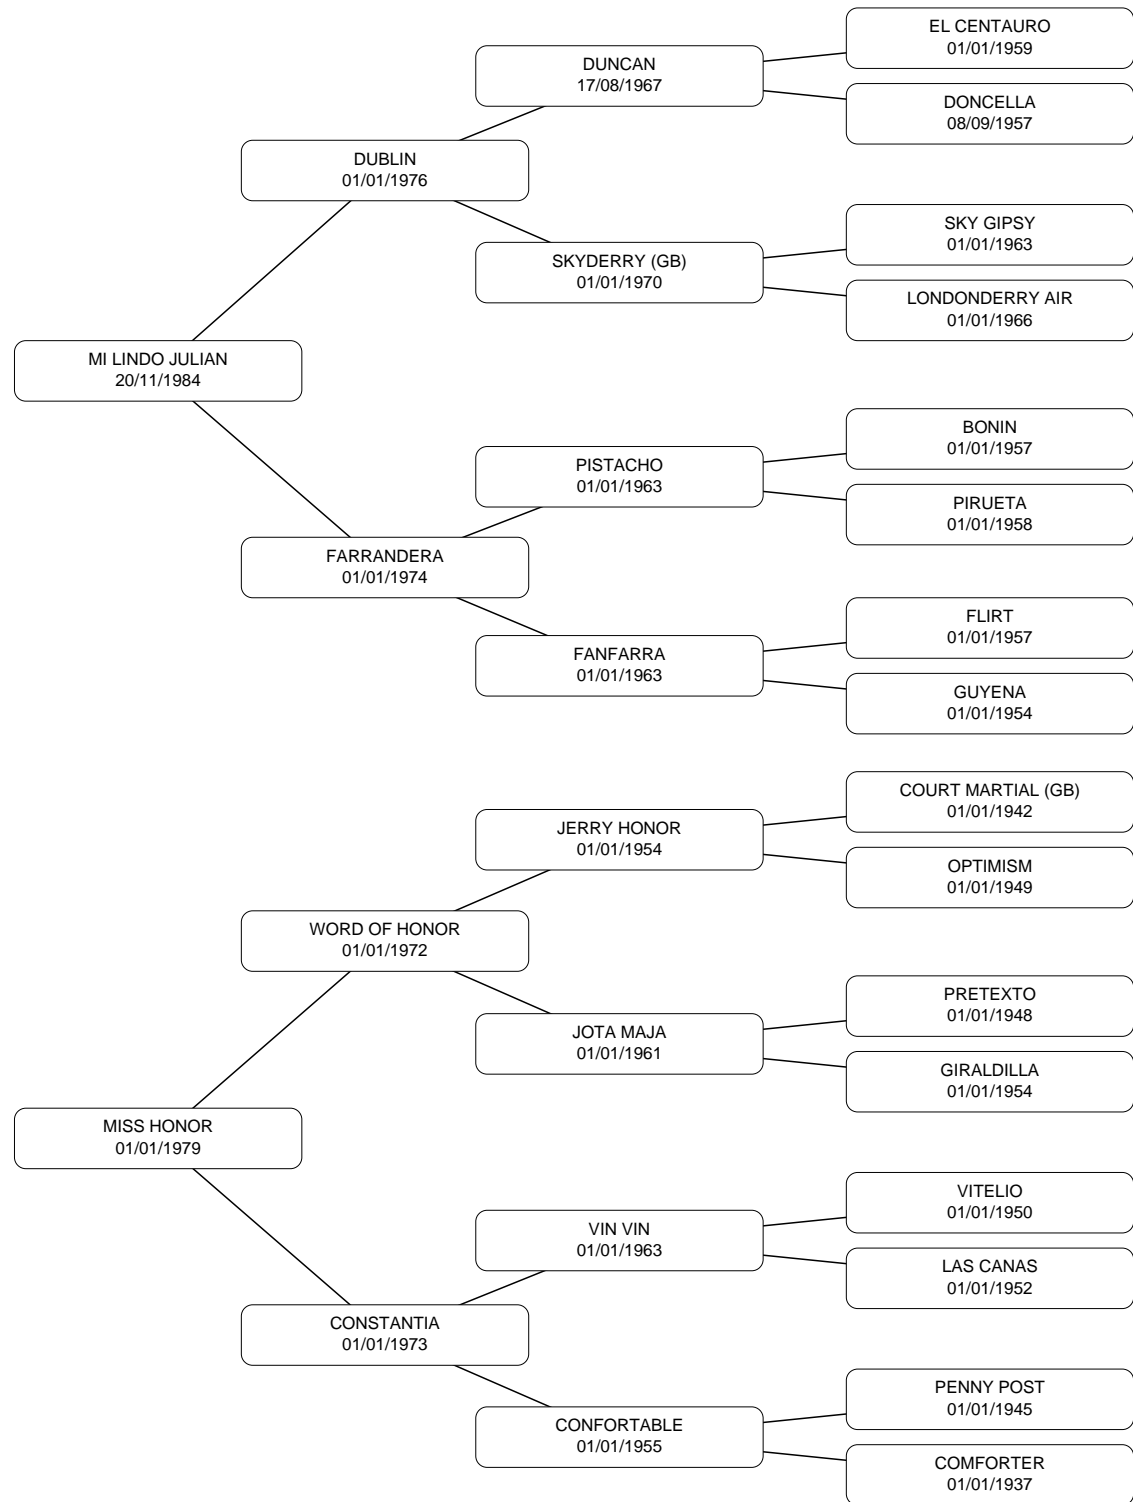 EL CENTAURO
01/01/1959
DUNCAN
17/08/1967
DONCELLA
08/09/1957
DUBLIN
01/01/1976
SKY GIPSY
01/01/1963
SKYDERRY (GB)
01/01/1970
LONDONDERRY AIR
01/01/1966
MI LINDO JULIAN
20/11/1984
BONIN
01/01/1957
PISTACHO
01/01/1963
PIRUETA
01/01/1958
FARRANDERA
01/01/1974
FLIRT
01/01/1957
FANFARRA
01/01/1963
GUYENA
01/01/1954
COURT MARTIAL (GB)
01/01/1942
JERRY HONOR
01/01/1954
OPTIMISM
01/01/1949
WORD OF HONOR
01/01/1972
PRETEXTO
01/01/1948
JOTA MAJA
01/01/1961
GIRALDILLA
01/01/1954
MISS HONOR
01/01/1979
VITELIO
01/01/1950
VIN VIN
01/01/1963
LAS CANAS
01/01/1952
CONSTANTIA
01/01/1973
PENNY POST
01/01/1945
CONFORTABLE
01/01/1955
COMFORTER
01/01/1937